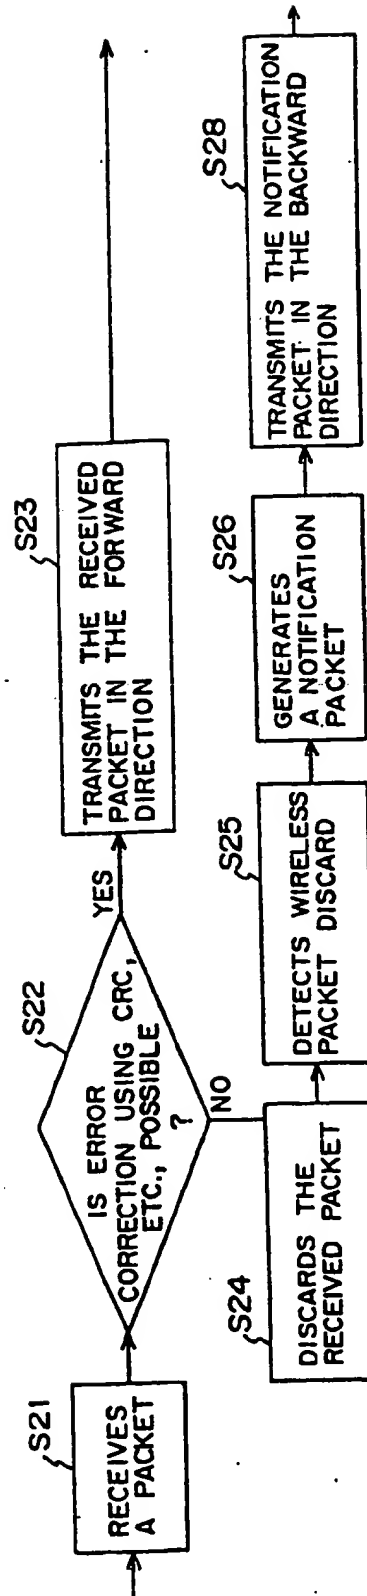 S21
RECEIVES
A PACKET
S22
IS ERROR
CORRECTION USING CRC,
ETC., POSSIBLE
?
YES
NO
S23
TRANSMITS THE RECEIVED
PACKET IN THE FORWARD
DIRECTION
S24
DISCARDS THE
RECEIVED PACKET
S25
DETECTS WIRELESS
PACKET DISCARD
S26
GENERATES
A NOTIFICATION
PACKET
S28
TRANSMITS THE NOTIFICATION
PACKET IN THE BACKWARD
DIRECTION